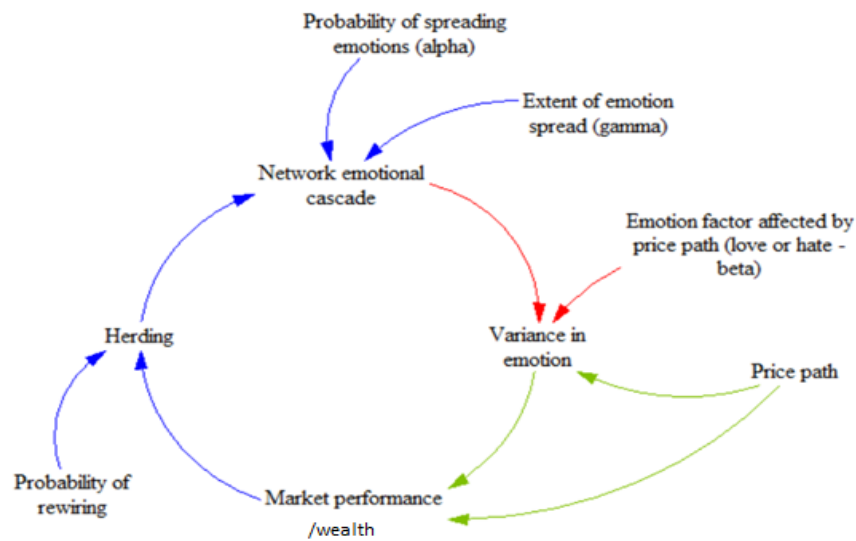 Probability of spreading
emotions (alpha)
Extent of emotion
spread (gamma)
Network emotional
cascade
Emotion factor affected by
price path (love or hate -
beta)
Herding
Variance in
emotion
Price path
Probability of
rewiring
Market performance
/wealth